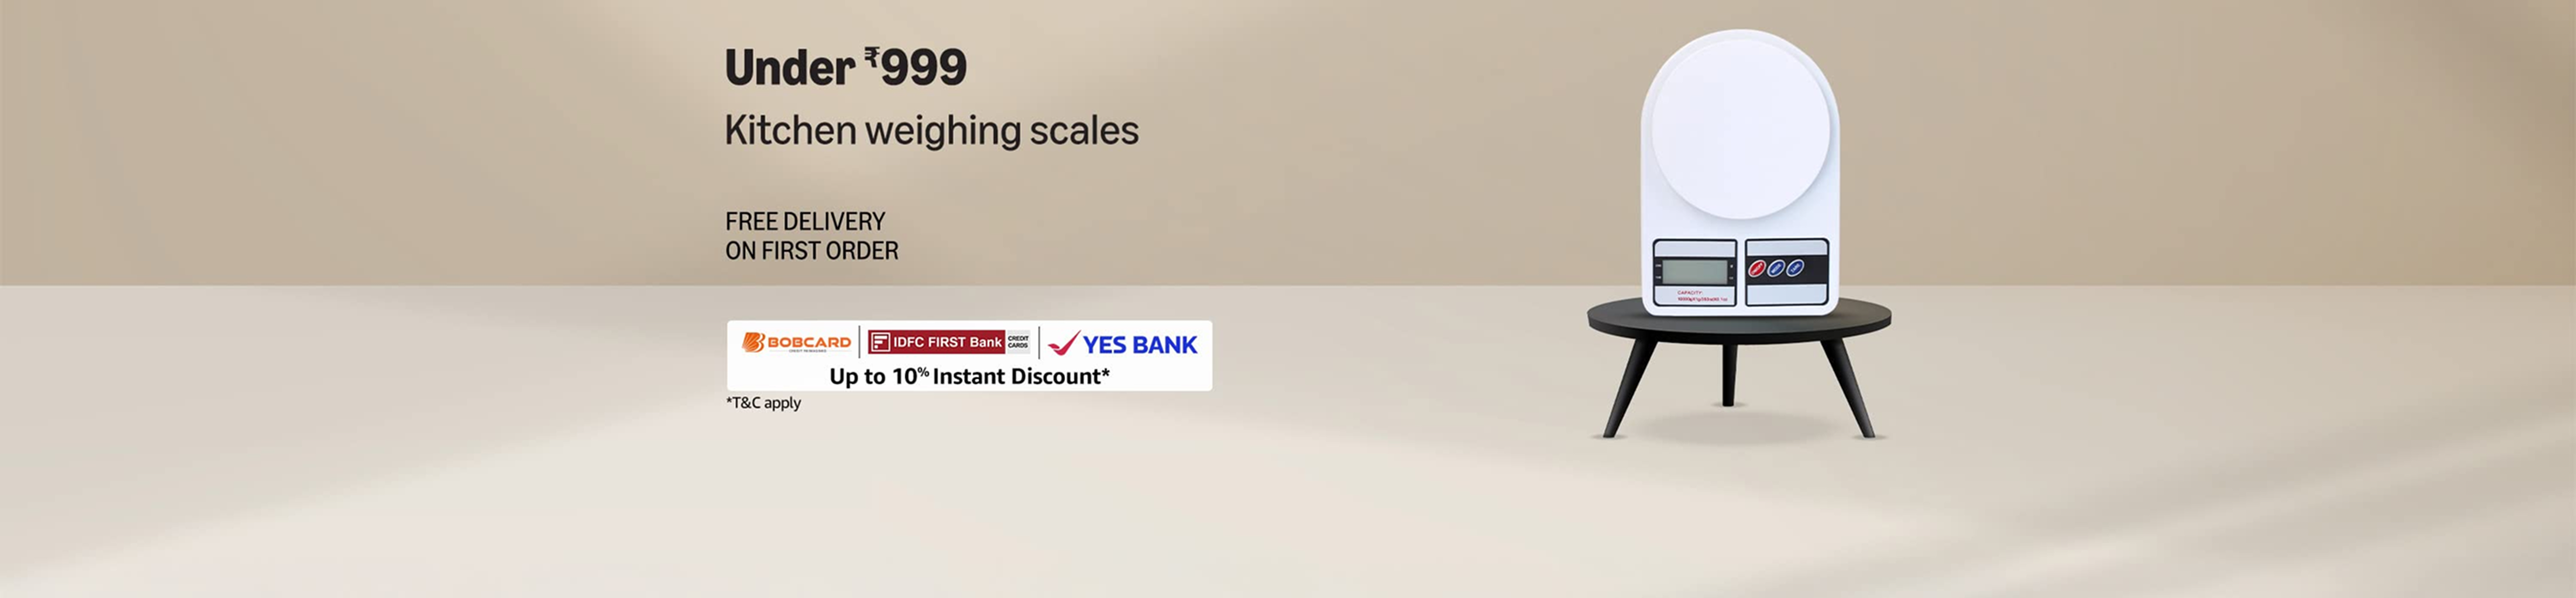 Under ₹999
Kitchen weighing scales
FREE DELIVERY
ON FIRST ORDER
BOBCARD
IDFC FIRST Bank
CREDIT
CARDS
YES BANK
Up to 10% Instant Discount*
*T&C apply
CAPACITY: